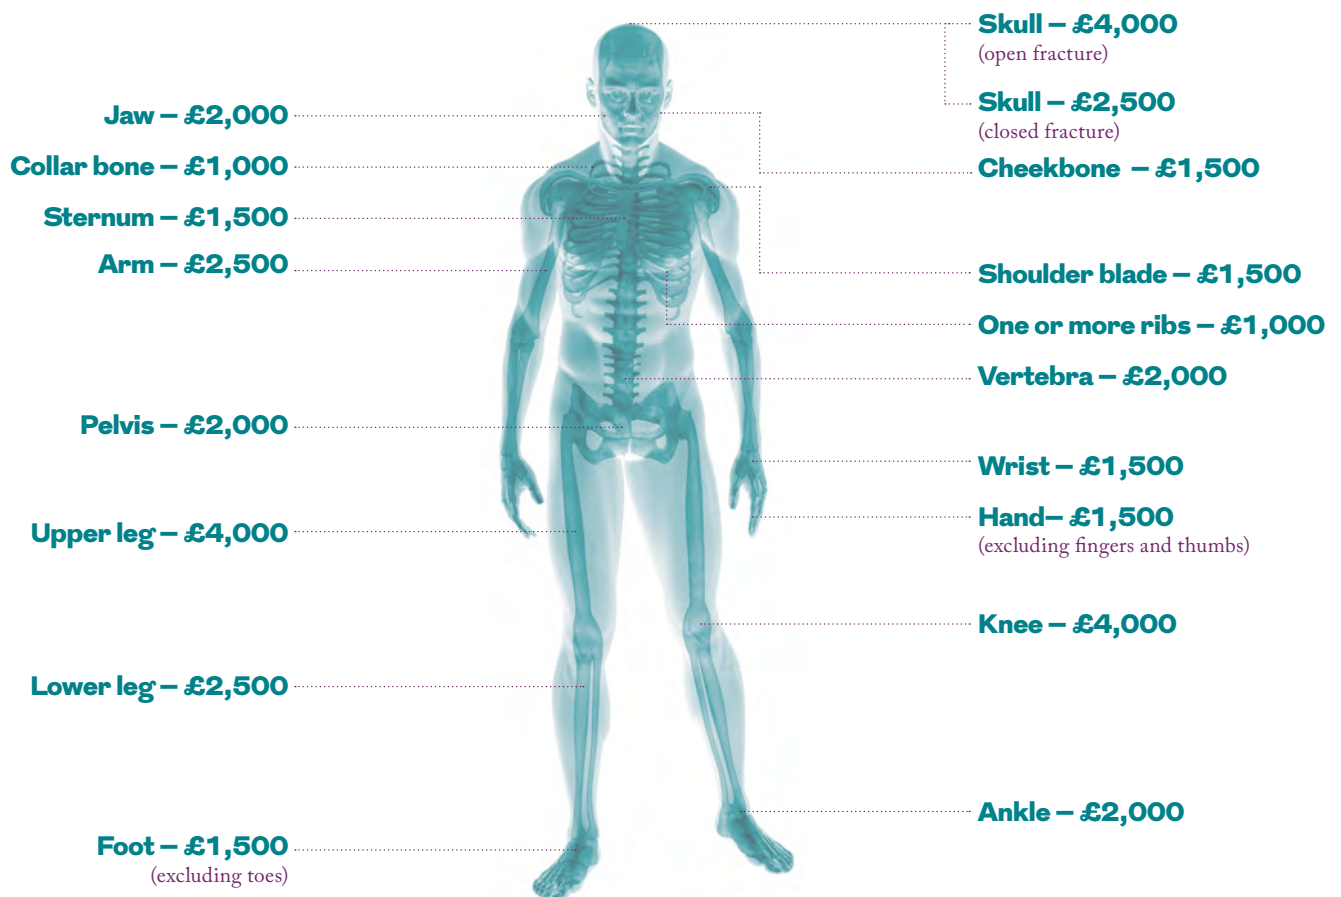 Skull – £4,000
(open fracture)
Skull – £2,500
(closed fracture)
Jaw – £2,000
Collar bone – £1,000
Cheekbone – £1,500
Sternum – £1,500
Arm – £2,500
Shoulder blade – £1,500
One or more ribs – £1,000
Vertebra – £2,000
Pelvis – £2,000
Wrist – £1,500
Hand– £1,500
(excluding fingers and thumbs)
Upper leg – £4,000
Knee – £4,000
Lower leg – £2,500
Ankle – £2,000
Foot – £1,500
(excluding toes)